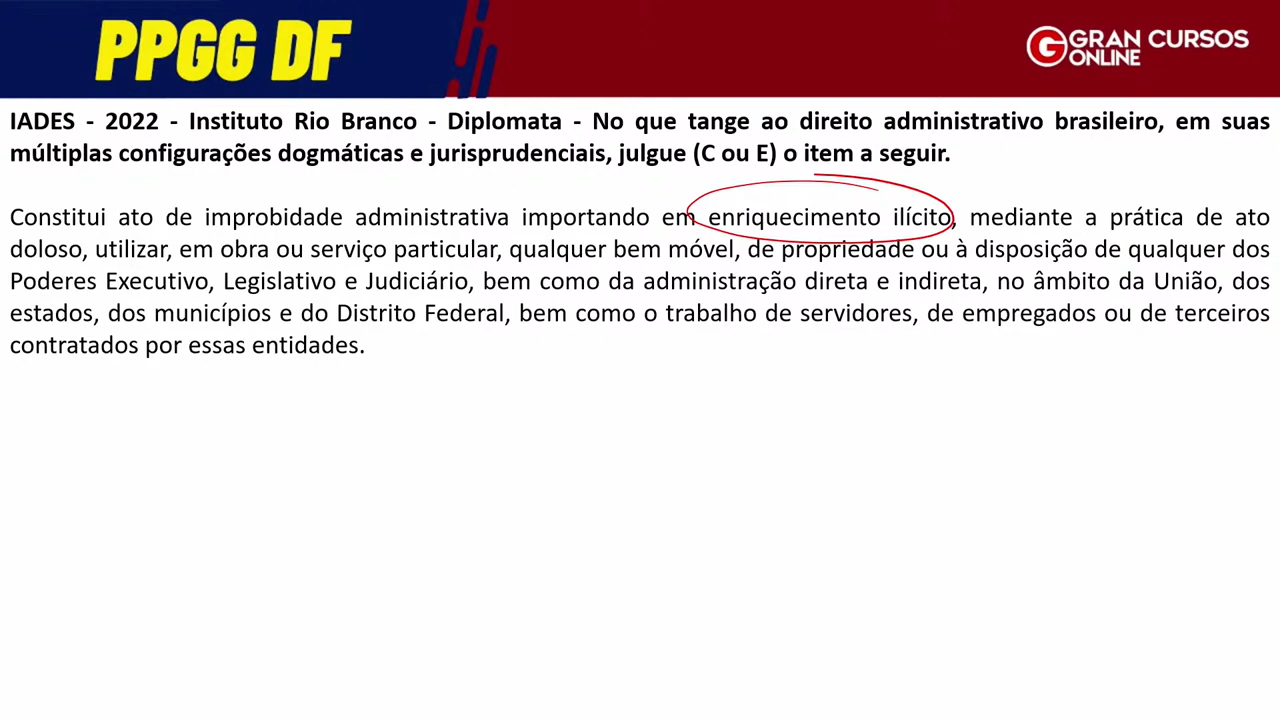 PPGG DF
GRAN CURSOS
ONLINE
IADES - 2022 - Instituto Rio Branco - Diplomata - No que tange ao direito administrativo brasileiro, em suas
múltiplas configurações dogmáticas e jurisprudenciais, julgue (C ou E) o item a seguir.
Constitui ato de improbidade administrativa importando em enriquecimento ilícito, mediante a prática de ato
doloso, utilizar, em obra ou serviço particular, qualquer bem móvel, de propriedade ou à disposição de qualquer dos
Poderes Executivo, Legislativo e Judiciário, bem como da administração direta e indireta, no âmbito da União, dos
estados, dos municípios e do Distrito Federal, bem como o trabalho de servidores, de empregados ou de terceiros
contratados por essas entidades.